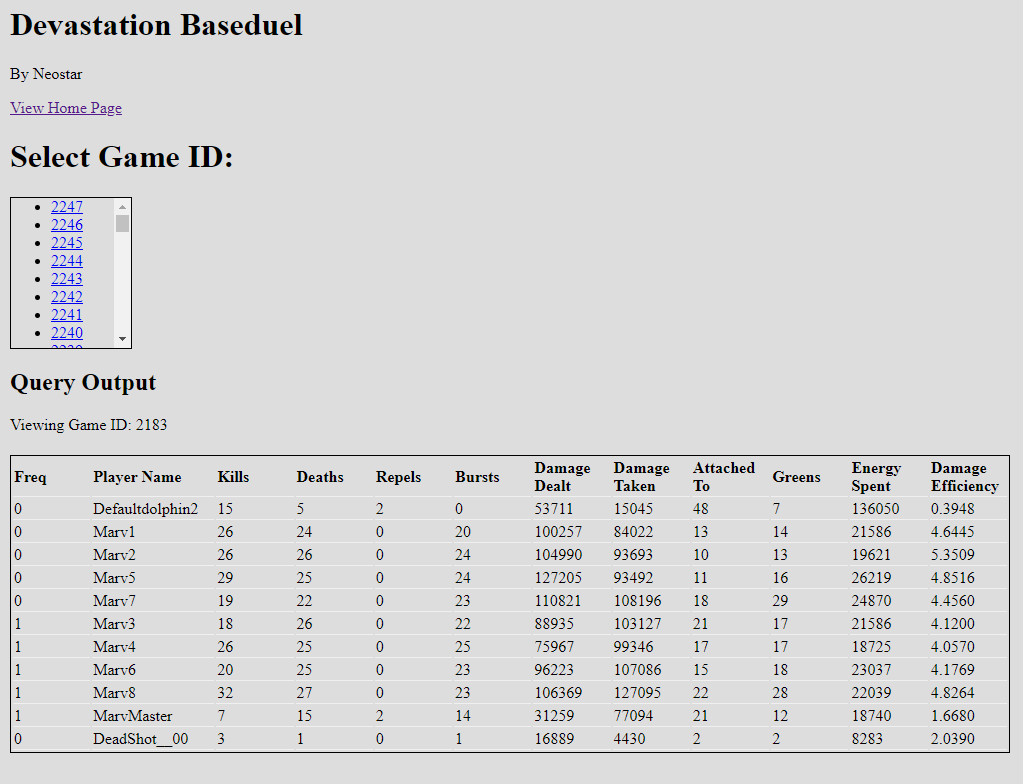 Devastation Baseduel
By Neostar
View Home Page
Select Game ID:
2247
2246
2245
2244
2243
2242
2241
2240
Query Output
Viewing Game ID: 2183
Freq Player Name Kills Deaths Repels Bursts Damage Dealt Damage Taken Attached To Greens Energy Spent Damage Efficiency
0 Defaultdolphin2 15 5 2 0 53711 15045 48 7 136050 0.3948
0 Marv1 26 24 0 20 100257 84022 13 14 21586 4.6445
0 Marv2 26 26 0 24 104990 93693 10 13 19621 5.3509
0 Marv5 29 25 0 24 127205 93492 11 16 26219 4.8516
0 Marv7 19 22 0 23 110821 108196 18 29 24870 4.4560
1 Marv3 18 26 0 22 88935 103127 21 17 21586 4.1200
1 Marv4 26 25 0 25 75967 99346 17 17 18725 4.0570
1 Marv6 20 25 0 23 96223 107086 15 18 23037 4.1769
1 Marv8 32 27 0 23 106369 127095 22 28 22039 4.8264
1 MarvMaster 7 15 2 14 31259 77094 21 12 18740 1.6680
0 DeadShot__00 3 1 0 1 16889 4430 2 2 8283 2.0390